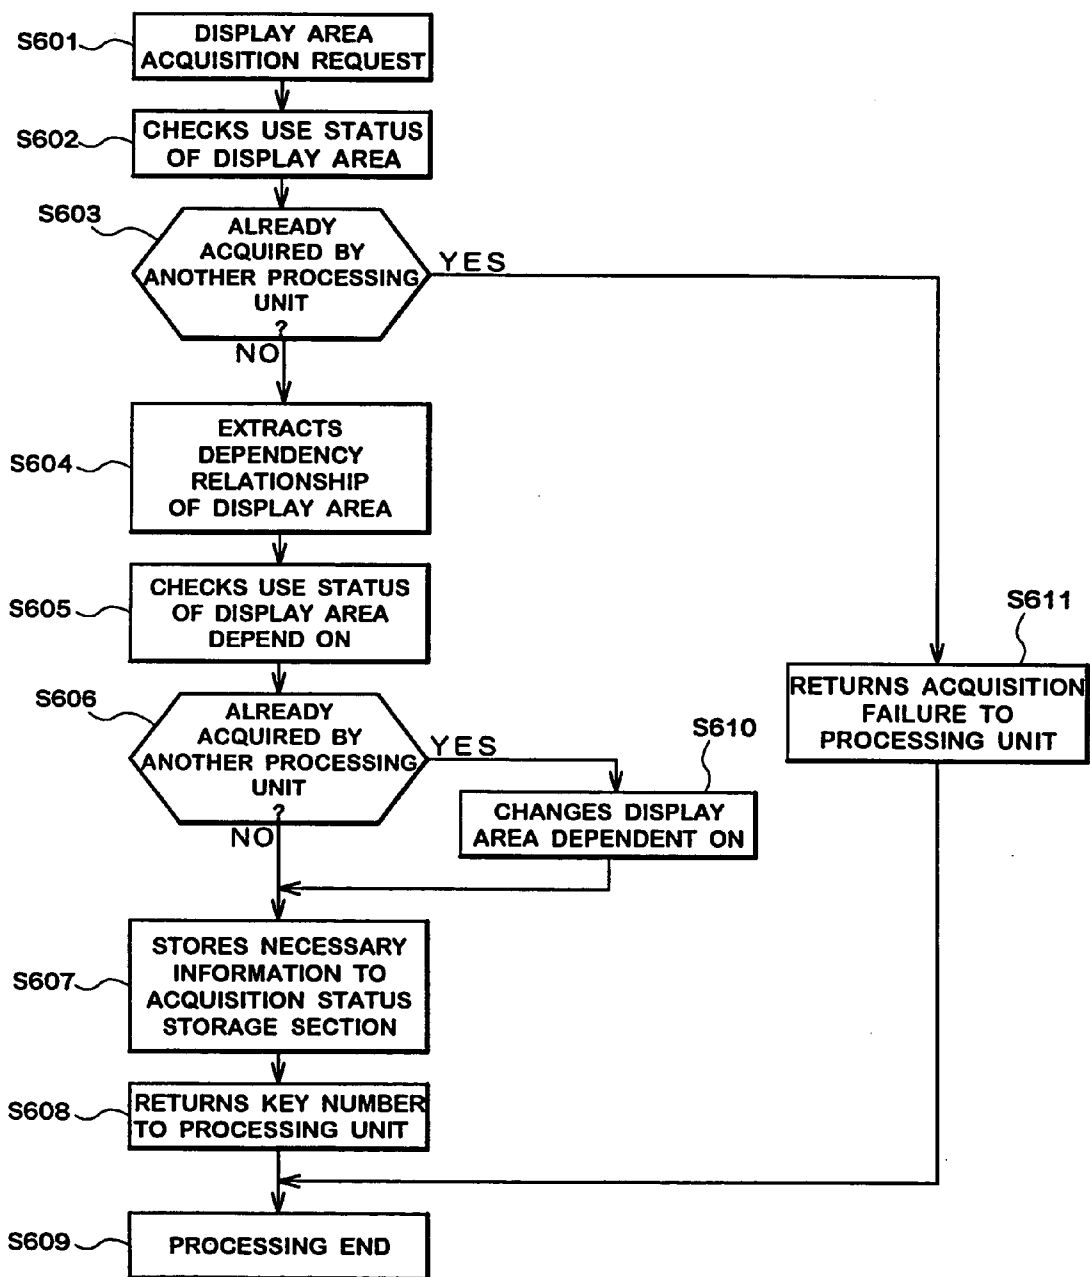 S601
DISPLAY AREA
ACQUISITION REQUEST
S602
CHECKS USE STATUS
OF DISPLAY AREA
S603
ALREADY
ACQUIRED BY
ANOTHER PROCESSING
UNIT
?
YES
NO
S604
EXTRACTS
DEPENDENCY
RELATIONSHIP
OF DISPLAY AREA
S605
CHECKS USE STATUS
OF DISPLAY AREA
DEPEND ON
S611
RETURNS ACQUISITION
FAILURE TO
PROCESSING UNIT
S606
ALREADY
ACQUIRED BY
ANOTHER PROCESSING
UNIT
?
YES
NO
S610
CHANGES DISPLAY
AREA DEPENDENT ON
S607
STORES NECESSARY
INFORMATION TO
ACQUISITION STATUS
STORAGE SECTION
S608
RETURNS KEY NUMBER
TO PROCESSING UNIT
S609
PROCESSING END